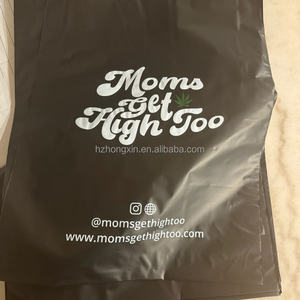 Moms
Get
High Too
hzhongxin.en.alibaba.com
@momsgethightoo
www.momsgethightoo.com